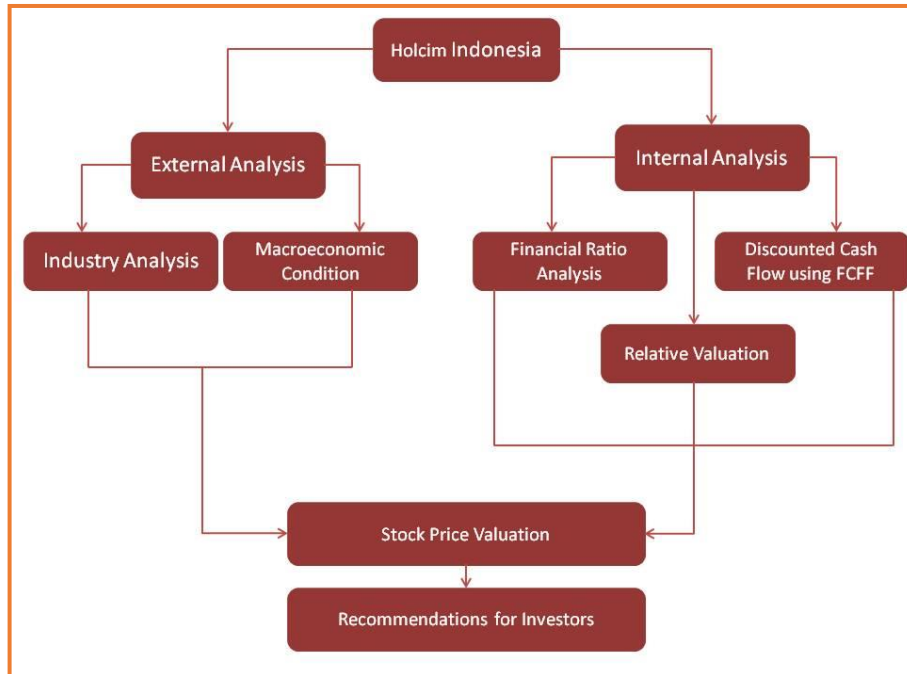 Holcim Indonesia
External Analysis
Internal Analysis
Industry Analysis
Macroeconomic
Condition
Financial Ratio
Analysis
Discounted Cash
Flow using FCFF
Relative Valuation
Stock Price Valuation
Recommendations for Investors